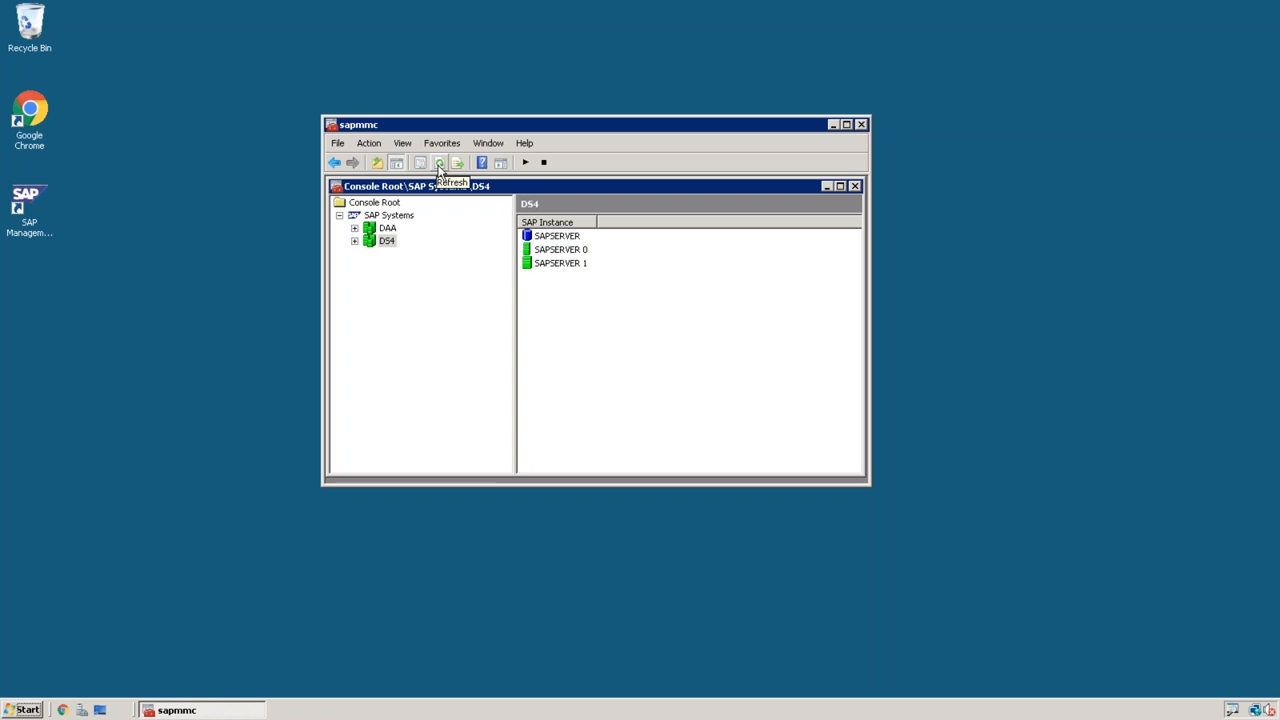 Recycle Bin
Google
Chrome
SAP
SAP
Managem...
sapmmc
File Action View Favorites Window Help
Refresh
Console Root\SAP S \DS4
Console Root
SAP Systems
DAA
DS4
DS4
SAP Instance
SAPSERVER
SAPSERVER 0
SAPSERVER 1
Start
sapmmc